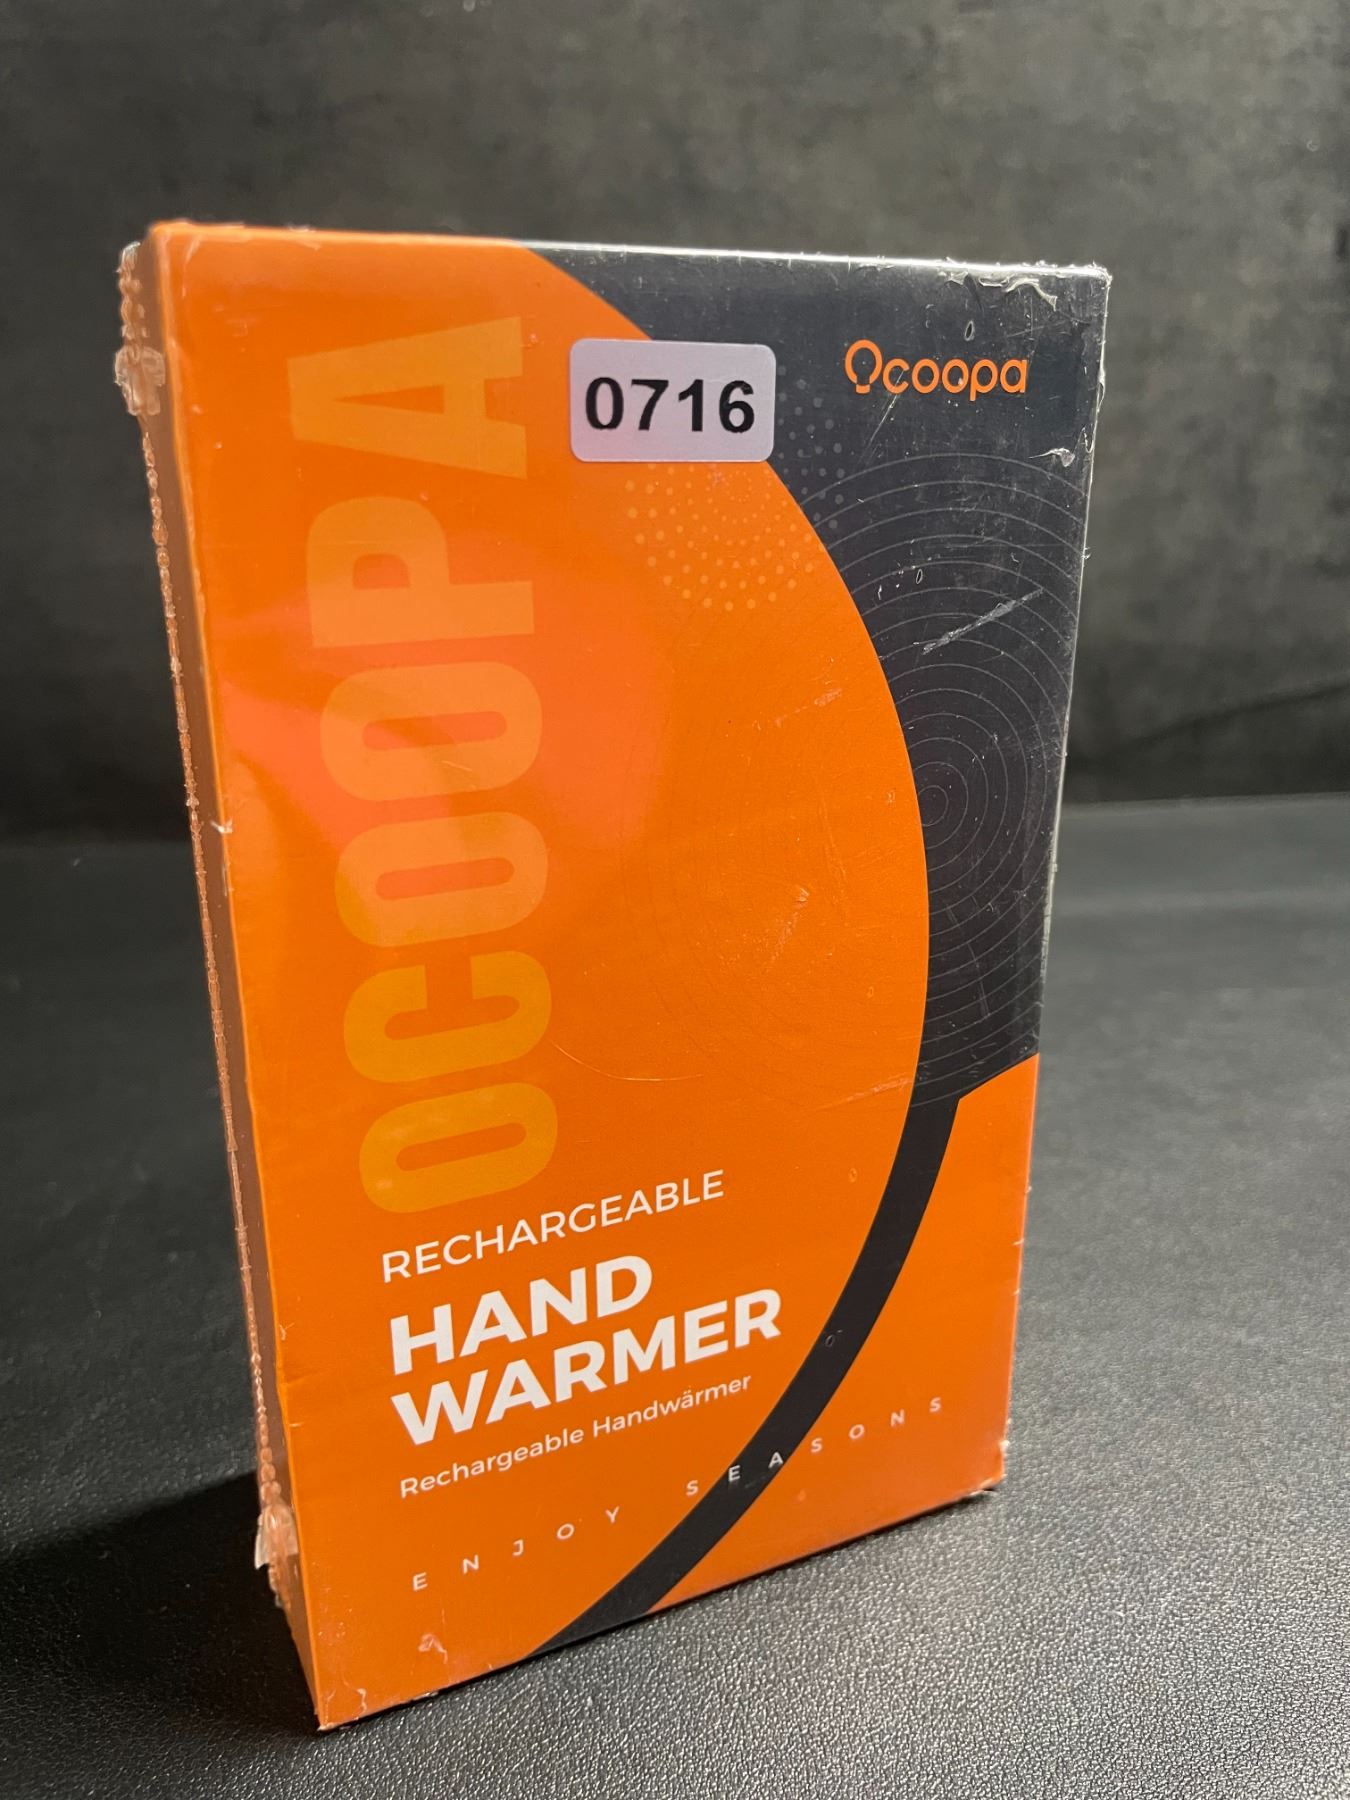 Ocoopa
0716
OCOOPA
RECHARGEABLE
HAND
WARMER
Rechargeable Handwärmer
ENJOY SEASONS